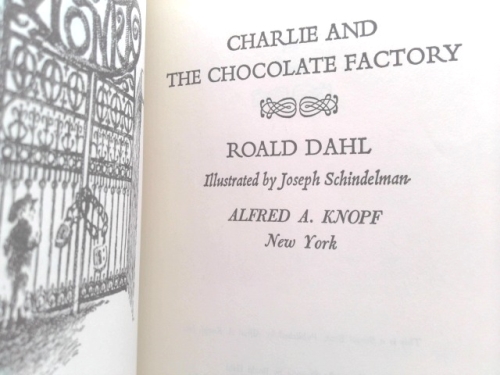 CHARLIE AND
THE CHOCOLATE FACTORY
ROALD DAHL
Illustrated by Joseph Schindelman
ALFRED A. KNOPF
New York